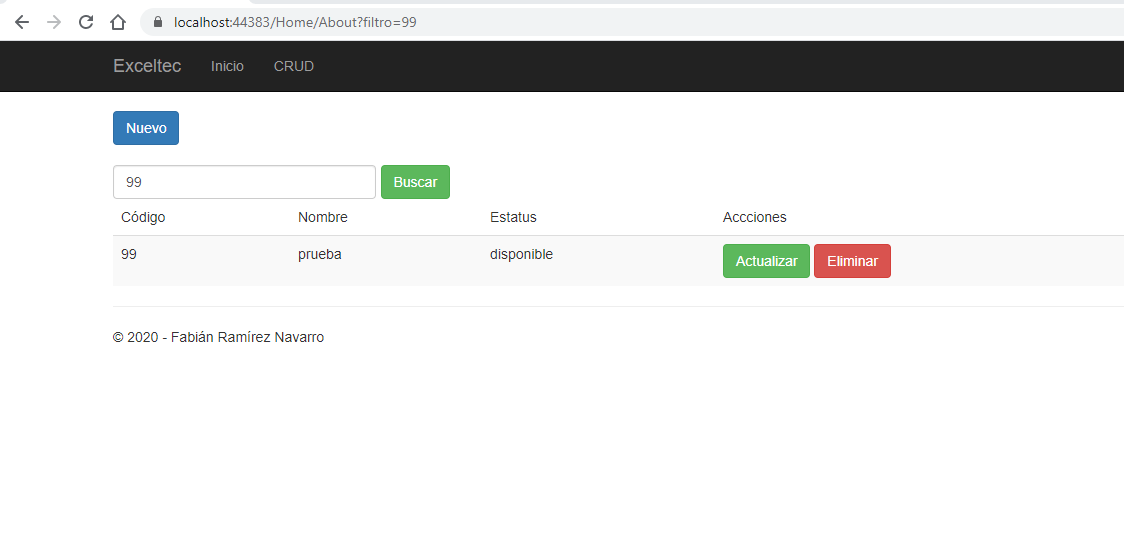 localhost:44383/Home/About?filtro=99
Exceltec Inicio CRUD
Nuevo
99 Buscar
Código Nombre Estatus Accciones
99 prueba disponible Actualizar Eliminar
© 2020 - Fabián Ramírez Navarro